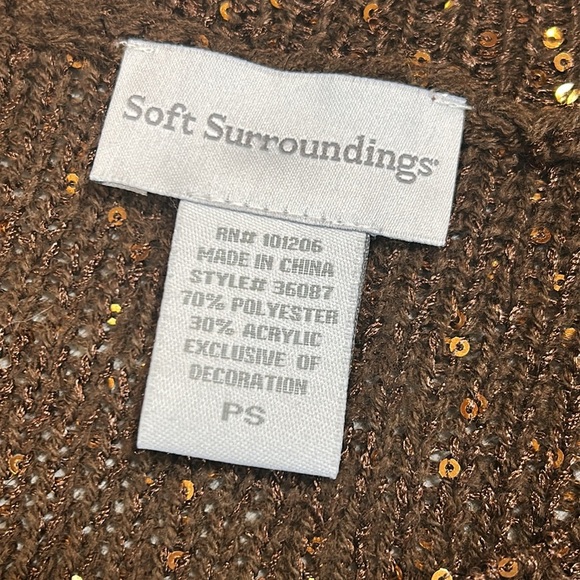 Soft Surroundings®
RN# 101206
MADE IN CHINA
STYLE# 36087
70% POLYESTER
30% ACRYLIC
EXCLUSIVE OF
DECORATION
PS